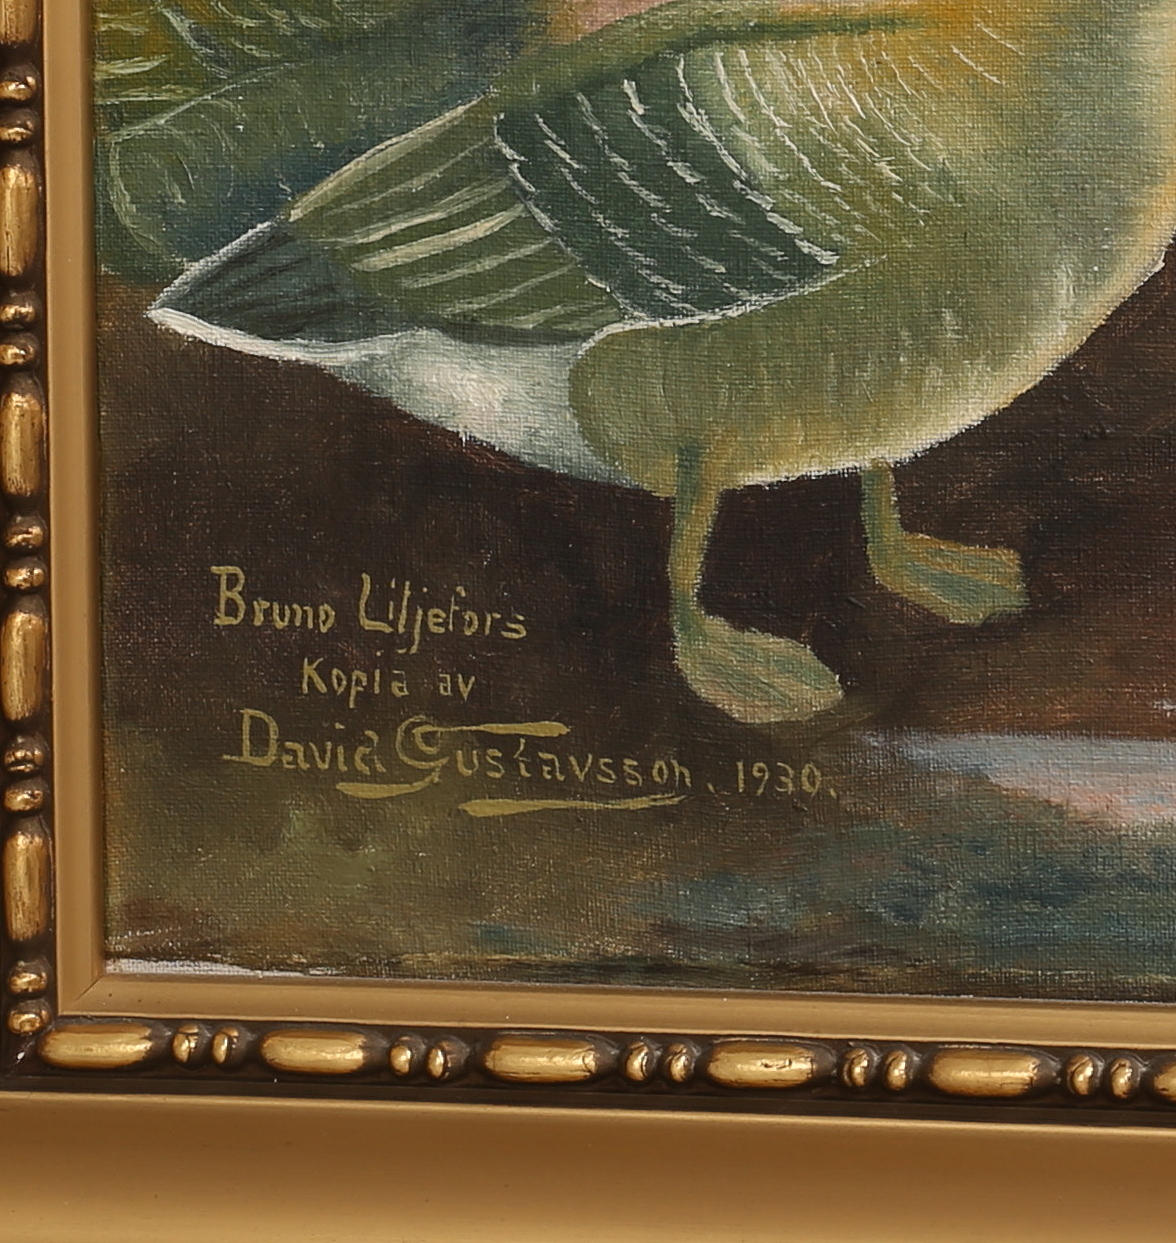 Bruno Liljefors
Kopia av
David Gustavsson. 1930.